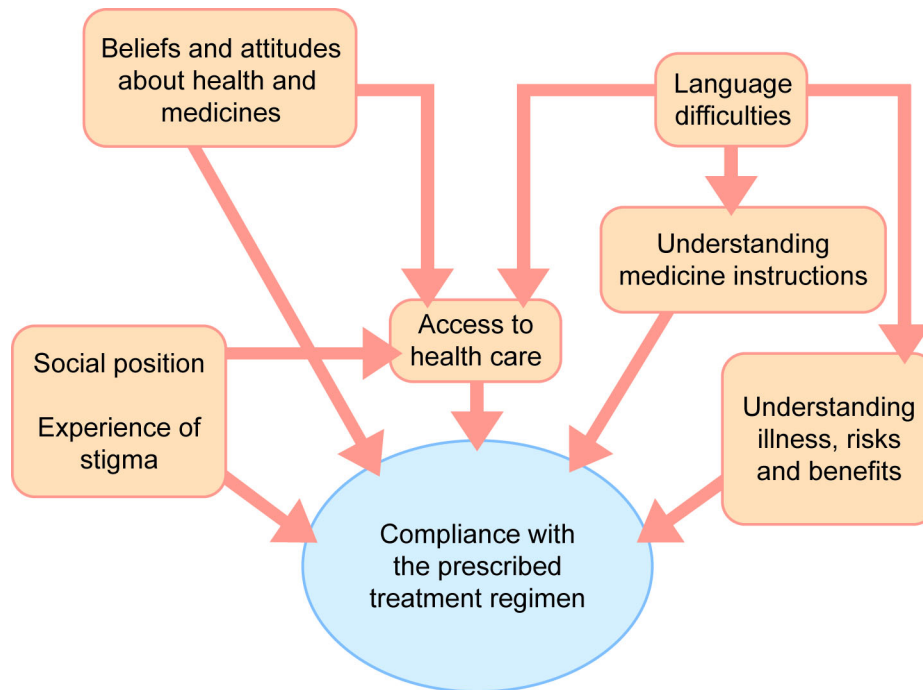 Beliefs and attitudes
about health and
medicines
Language
difficulties
Understanding
medicine instructions
Access to
health care
Social position
Experience of
stigma
Understanding
illness, risks
and benefits
Compliance with
the prescribed
treatment regimen